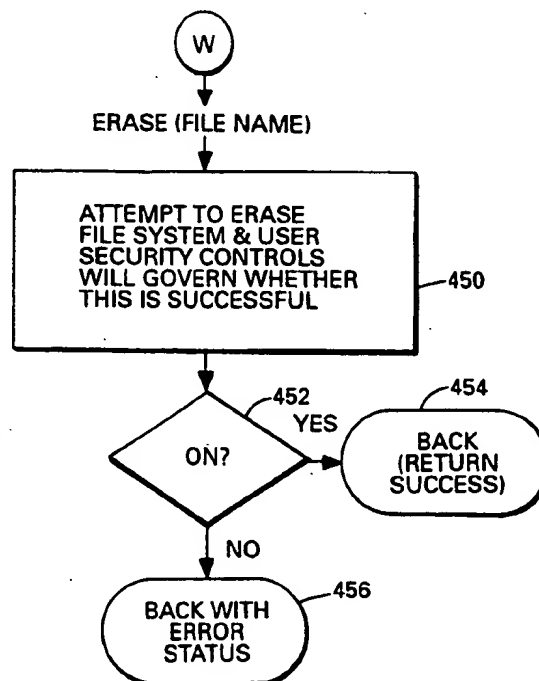 W
ERASE (FILE NAME)
ATTEMPT TO ERASE
FILE SYSTEM & USER
SECURITY CONTROLS
WILL GOVERN WHETHER
THIS IS SUCCESSFUL
450
452
ON?
YES
454
BACK
(RETURN
SUCCESS)
NO
456
BACK WITH
ERROR
STATUS